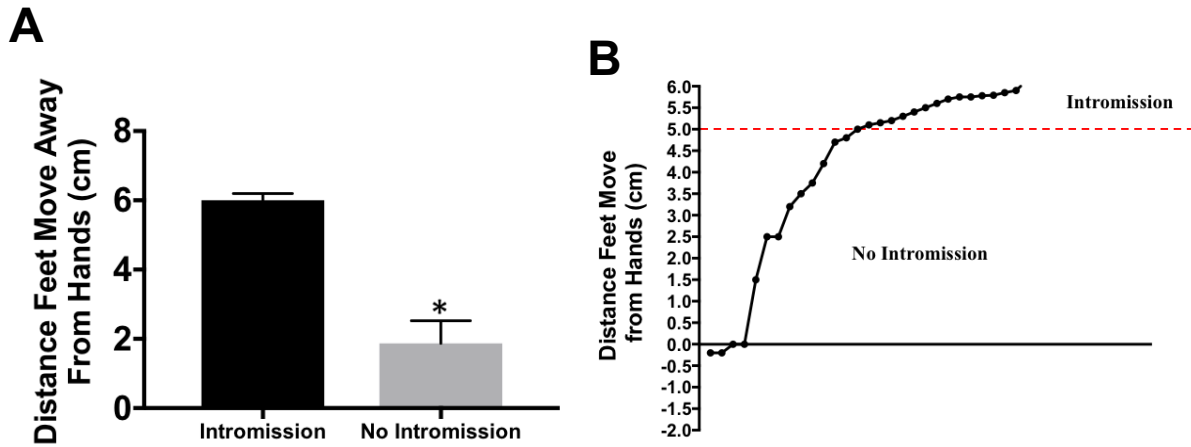 A
Distance Feet Move Away
From Hands (cm)
8
6
4
2
0
*
Intromission
No Intromission
B
Distance Feet Move
from Hands (cm)
6.0
5.5
5.0
4.5
4.0
3.5
3.0
2.5
2.0
1.5
1.0
0.5
0.0
-0.5
-1.0
-1.5
-2.0
Intromission
No Intromission